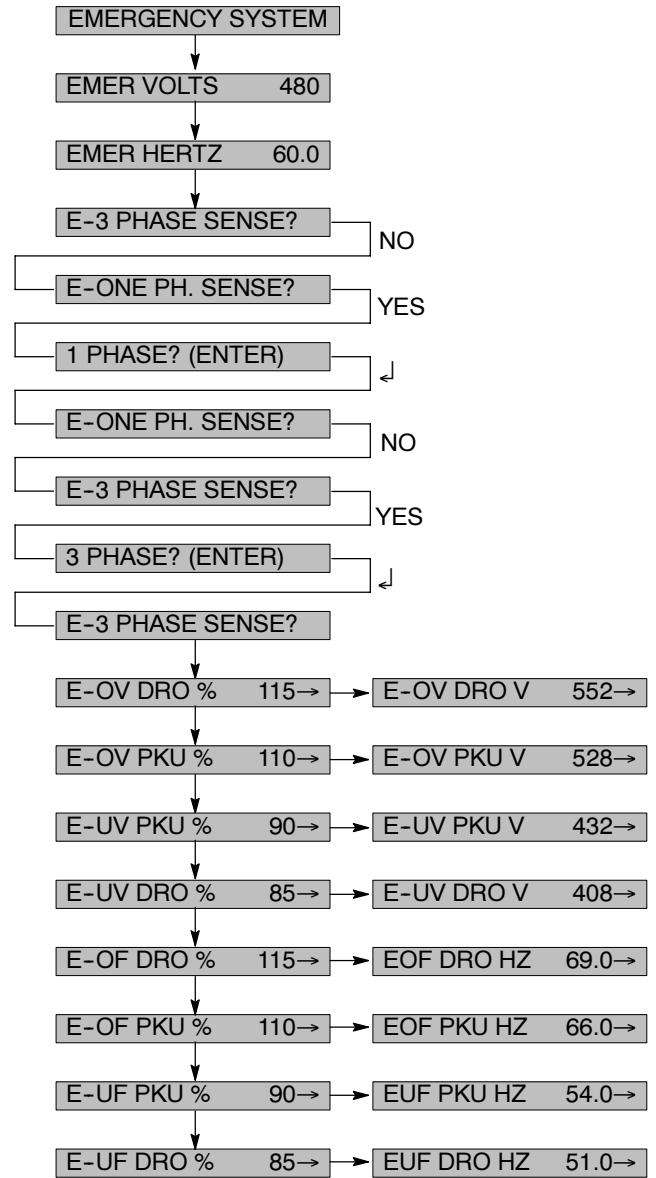 EMERGENCY SYSTEM
EMER VOLTS 480
EMER HERTZ 60.0
E-3 PHASE SENSE?
NO
E-ONE PH. SENSE?
YES
1 PHASE? (ENTER)
↲
E-ONE PH. SENSE?
NO
E-3 PHASE SENSE?
YES
3 PHASE? (ENTER)
↲
E-3 PHASE SENSE?
E-OV DRO % 115→ E-OV DRO V 552→
E-OV PKU % 110→ E-OV PKU V 528→
E-UV PKU % 90→ E-UV PKU V 432→
E-UV DRO % 85→ E-UV DRO V 408→
E-OF DRO % 115→ EOF DRO HZ 69.0→
E-OF PKU % 110→ EOF PKU HZ 66.0→
E-UF PKU % 90→ EUF PKU HZ 54.0→
E-UF DRO % 85→ EUF DRO HZ 51.0→